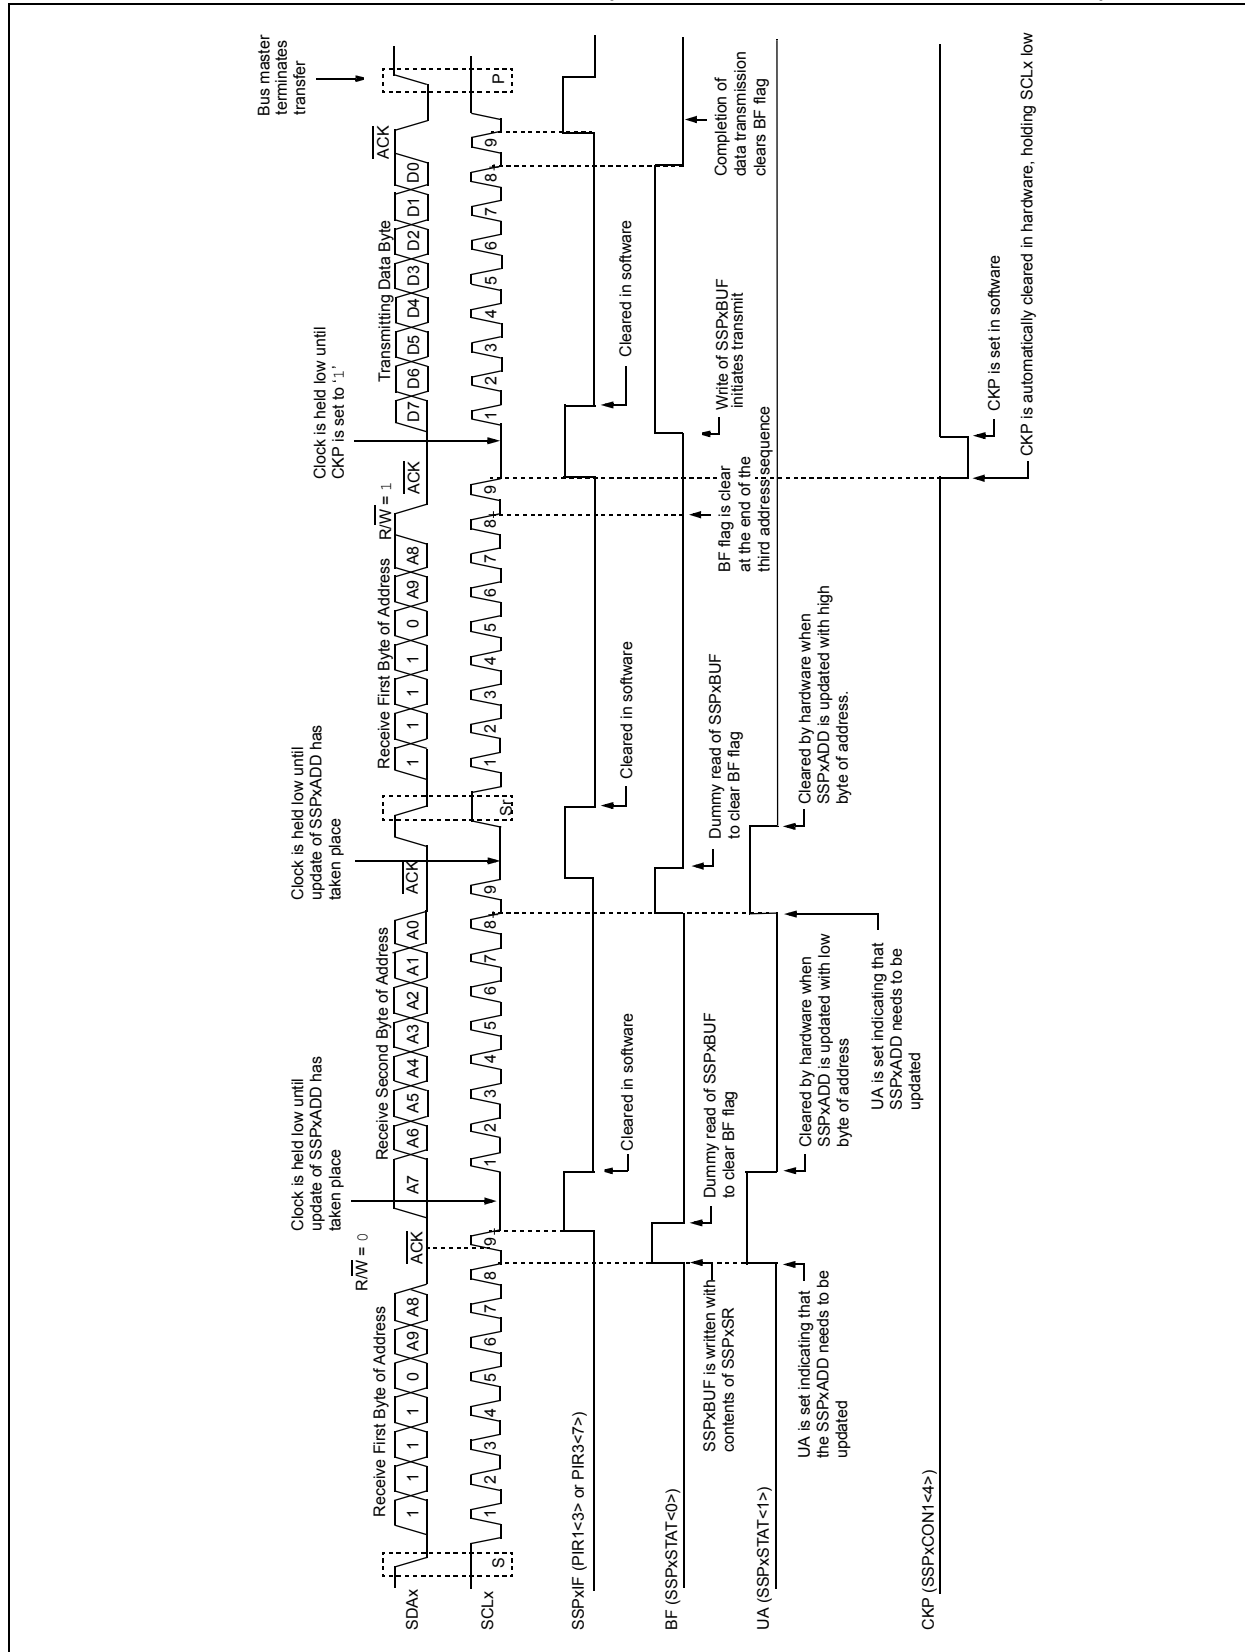 Bus master
terminates
transfer
Clock is held low until
CKP is set to ‘1’
Clock is held low until
update of SSPxADD has
taken place
Clock is held low until
update of SSPxADD has
taken place
R/W = 0
R/W = 1
Receive First Byte of Address
ACK
Receive Second Byte of Address
ACK
Receive First Byte of Address
ACK
Transmitting Data Byte
ACK
SDAx
1 1 1 1 0 A9 A8
A7 A6 A5 A4 A3 A2 A1 A0
1 1 1 1 0 A9 A8
D7 D6 D5 D4 D3 D2 D1 D0
SCLx
S
1 2 3 4 5 6 7 8 9
1 2 3 4 5 6 7 8 9
Sr
1 2 3 4 5 6 7 8 9
1 2 3 4 5 6 7 8 9
P
SSPxIF (PIR1<3> or PIR3<7>)
Cleared in software
Cleared in software
Cleared in software
BF (SSPxSTAT<0>)
SSPxBUF is written with
contents of SSPxSR
Dummy read of SSPxBUF
to clear BF flag
Dummy read of SSPxBUF
to clear BF flag
BF flag is clear
at the end of the
third address sequence
Write of SSPxBUF
initiates transmit
Completion of
data transmission
clears BF flag
UA (SSPxSTAT<1>)
UA is set indicating that
the SSPxADD needs to be
updated
Cleared by hardware when
SSPxADD is updated with low
byte of address
UA is set indicating that
SSPxADD needs to be
updated
Cleared by hardware when
SSPxADD is updated with high
byte of address.
CKP (SSPxCON1<4>)
CKP is set in software
CKP is automatically cleared in hardware, holding SCLx low